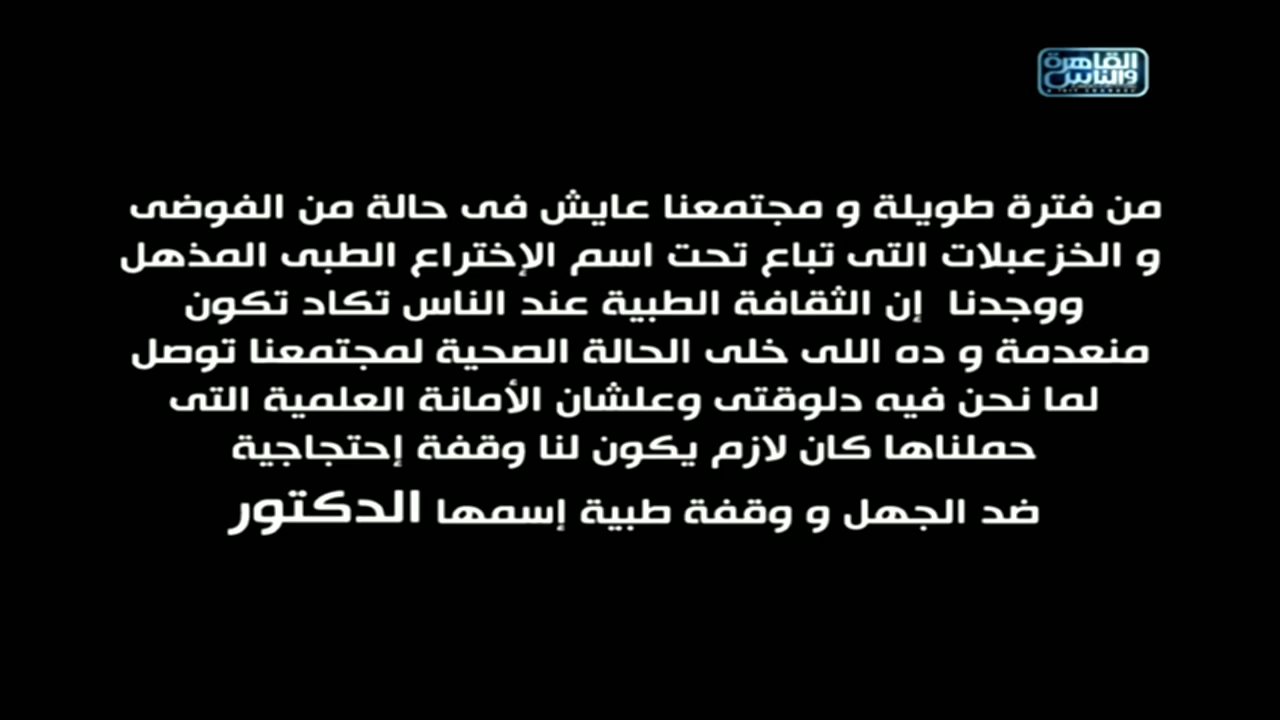 القاهرة
والناس
من فترة طويلة و مجتمعنا عايش فى حالة من الفوضى
و الخزعبلات التى تباع تحت اسم الإختراع الطبى المذهل
ووجدنا إن الثقافة الطبية عند الناس تكاد تكون
منعدمة و ده اللى خلى الحالة الصحية لمجتمعنا توصل
لما نحن فيه دلوقتى وعلشان الأمانة العلمية التى
حملناها كان لازم يكون لنا وقفة إحتجاجية
ضد الجهل و وقفة طبية إسمها الدكتور